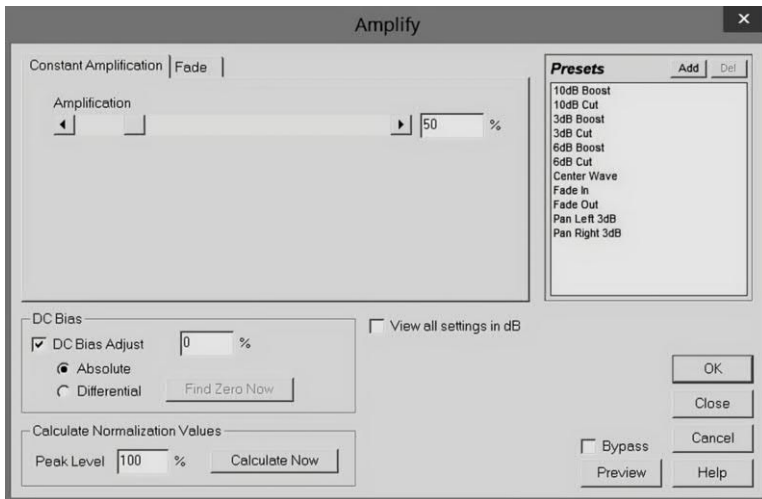 Amplify
Constant Amplification Fade
Amplification
50 %
Presets Add Del
10dB Boost
10dB Cut
3dB Boost
3dB Cut
6dB Boost
6dB Cut
Center Wave
Fade In
Fade Out
Pan Left 3dB
Pan Right 3dB
DC Bias
DC Bias Adjust 0 %
Absolute
Differential Find Zero Now
View all settings in dB
Calculate Normalization Values
Peak Level 100 % Calculate Now
OK
Close
Bypass Cancel
Preview Help